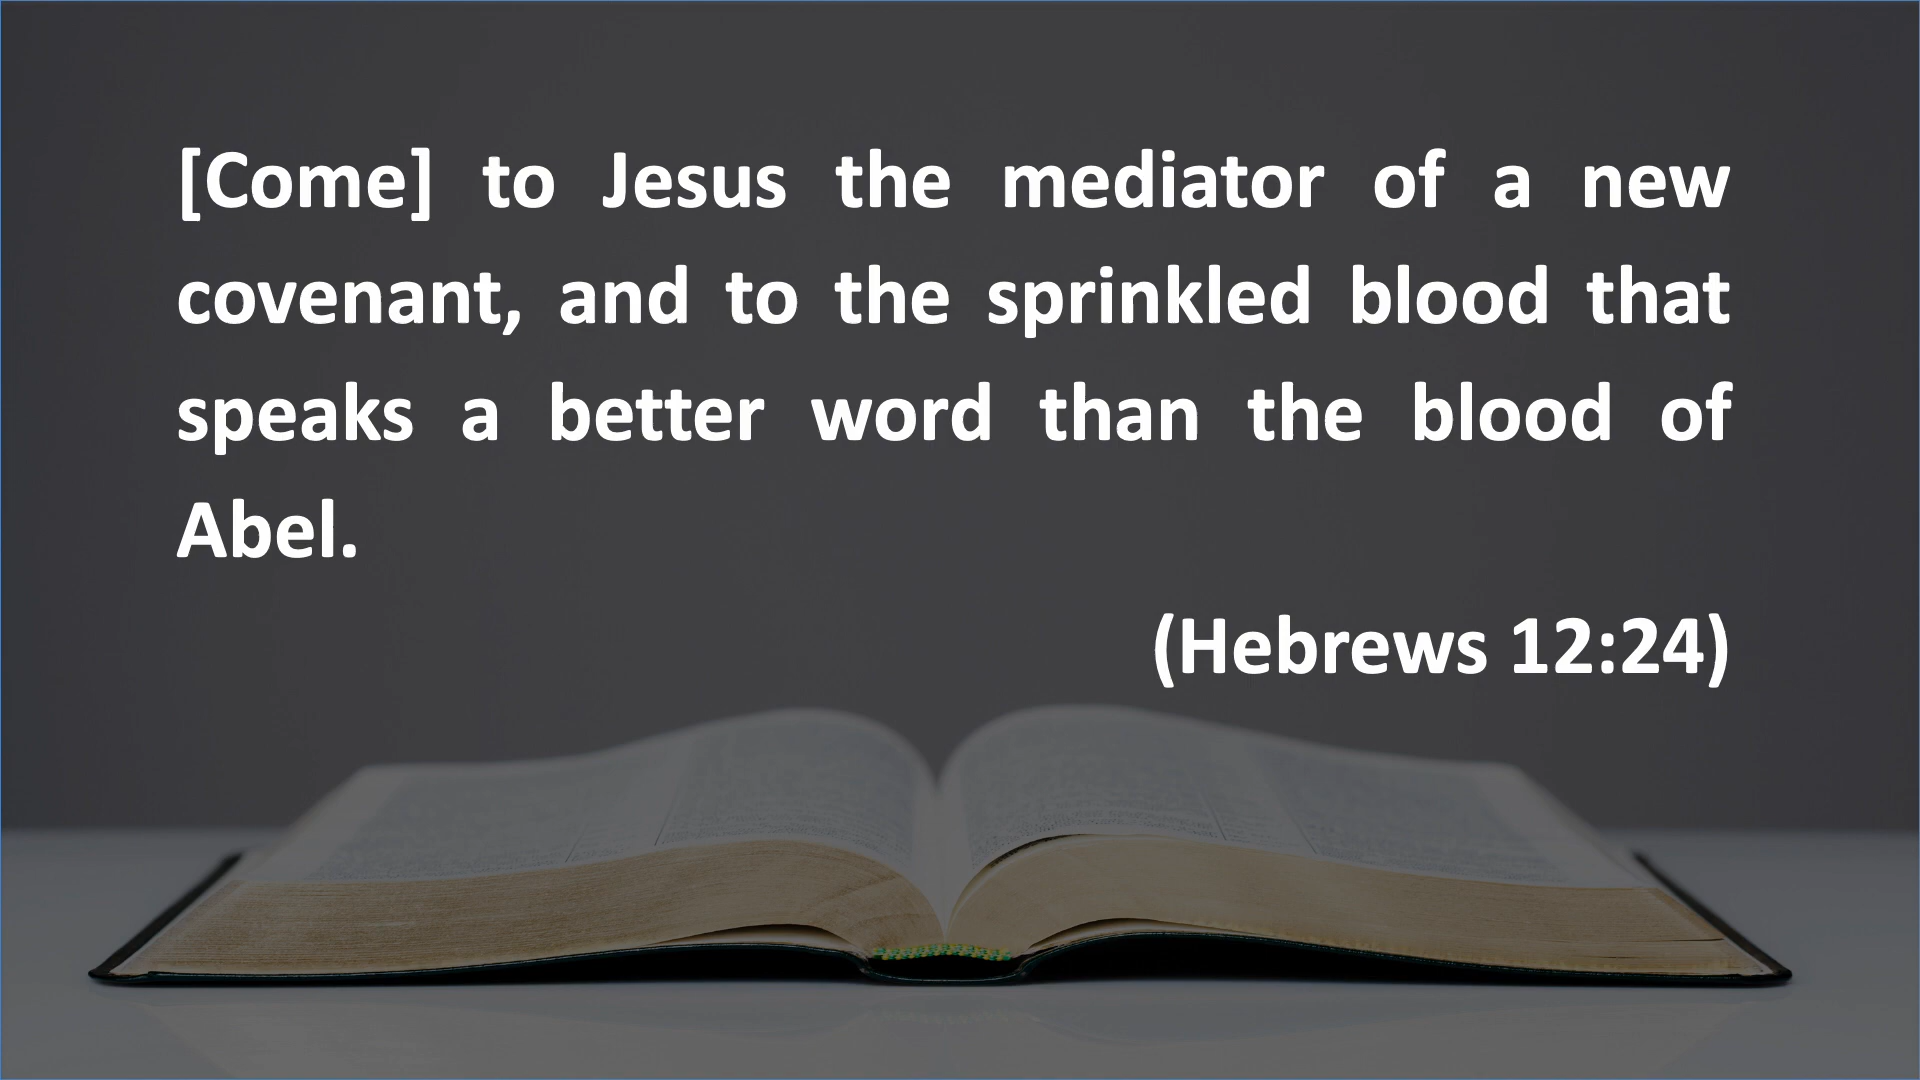 [Come] to Jesus the mediator of a new
covenant, and to the sprinkled blood that
speaks a better word than the blood of
Abel.
(Hebrews 12:24)